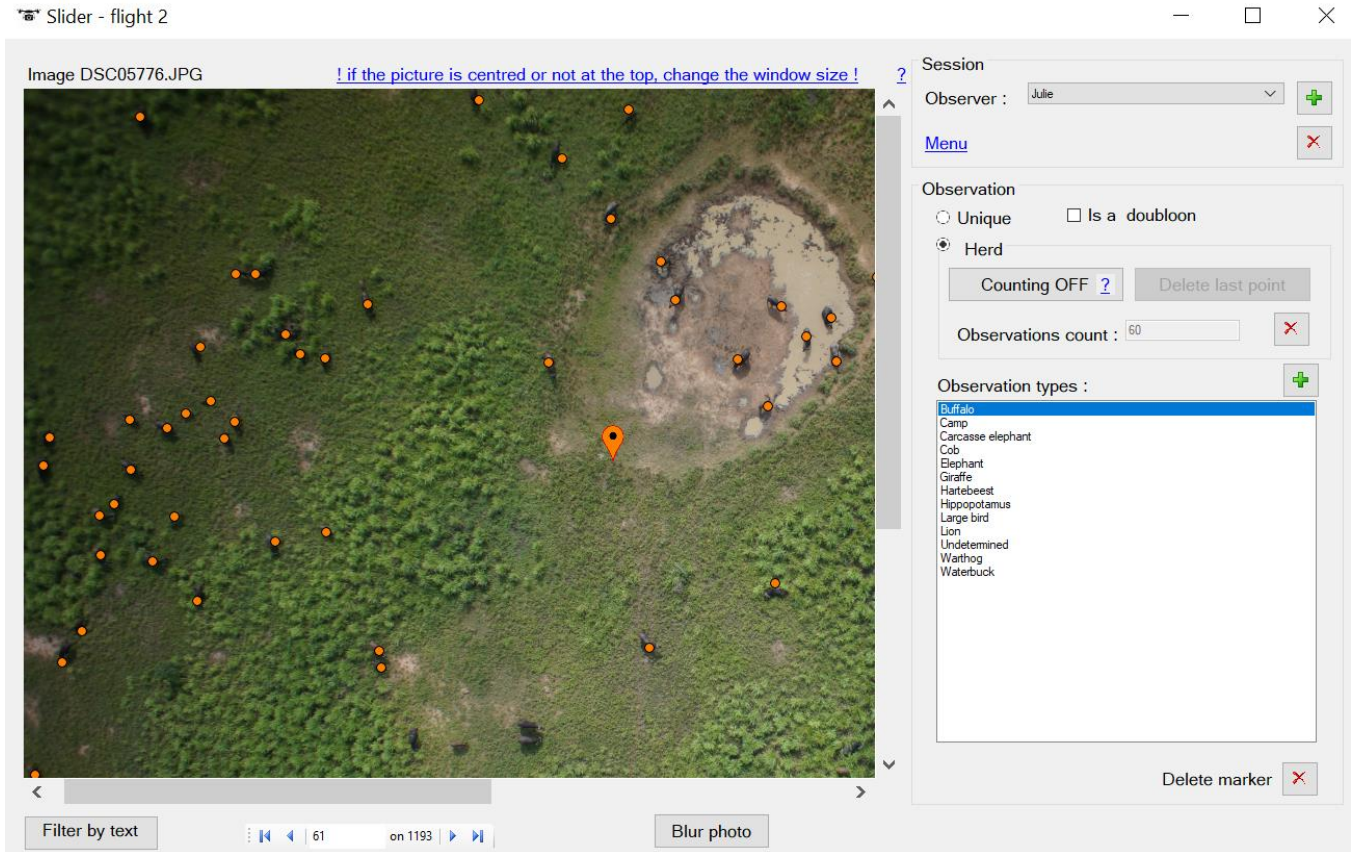 Slider - flight 2
Image DSC05776.JPG
! if the picture is centred or not at the top, change the window size !
?
Session
Observer :
Julie
Menu
Observation
Unique
Is a doubloon
Herd
Counting OFF ?
Delete last point
Observations count :
60
Observation types :
Buffalo
Camp
Carcasse elephant
Cob
Elephant
Giraffe
Hartebeest
Hippopotamus
Large bird
Lion
Undetermined
Warthog
Waterbuck
Delete marker
Filter by text
61
on 1193
Blur photo